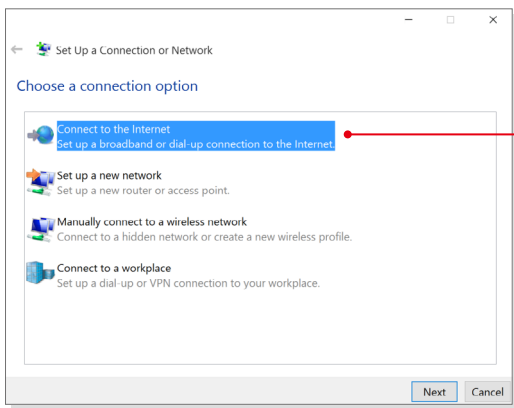 Set Up a Connection or Network
Choose a connection option
Connect to the Internet
Set up a broadband or dial-up connection to the Internet.
Set up a new network
Set up a new router or access point.
Manually connect to a wireless network
Connect to a hidden network or create a new wireless profile.
Connect to a workplace
Set up a dial-up or VPN connection to your workplace.
Next Cancel